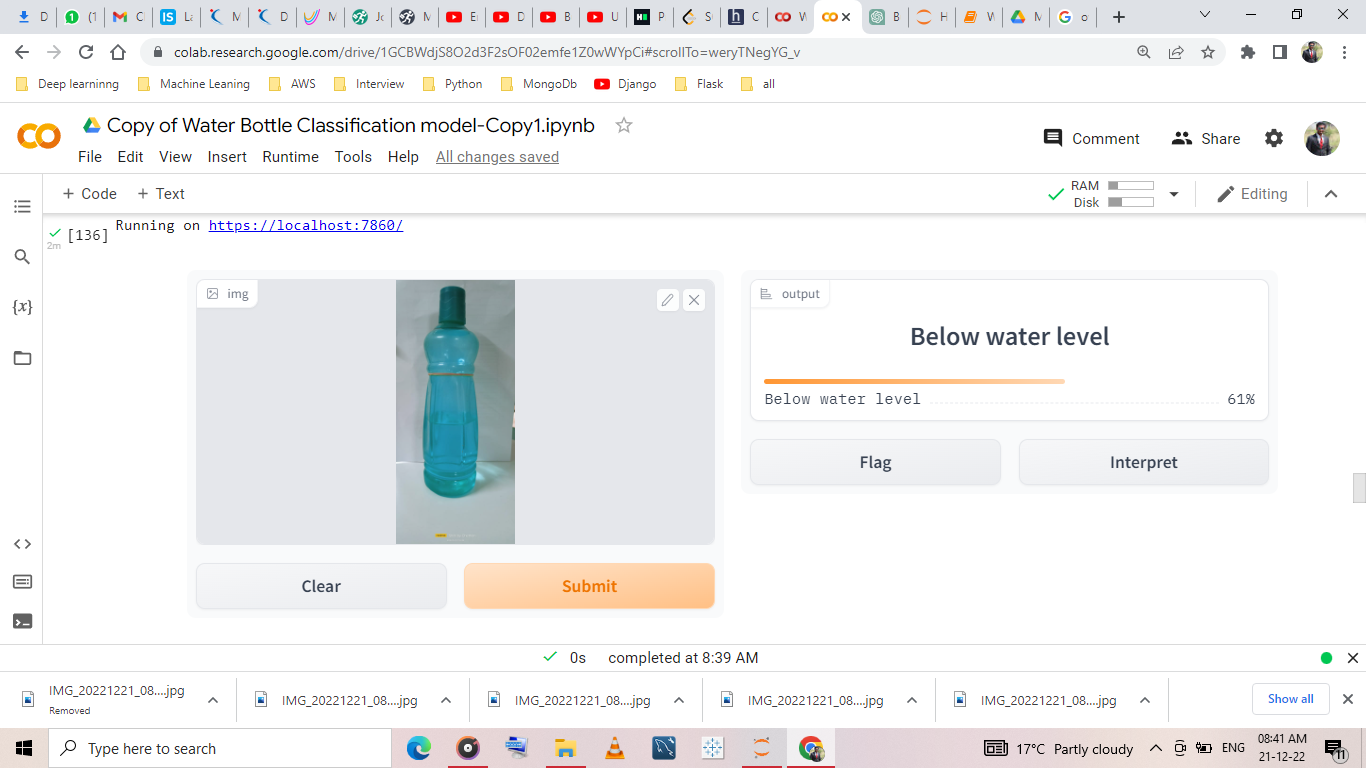 D
(1
M
C
IS
La
M
D
M
Jo
M
E
D
B
U
P
S
C
W
B
H
W
M
o
colab.research.google.com/drive/1GCBWdjS8O2d3F2sOF02emfe1Z0wWYpCi#scrollTo=weryTNegYG_v
Deep learninng
Machine Leaning
AWS
Interview
Python
MongoDb
Django
Flask
all
Copy of Water Bottle Classification model-Copy1.ipynb
Comment
Share
File Edit View Insert Runtime Tools Help All changes saved
+ Code + Text
RAM
Disk
Editing
Running on https://localhost:7860/
[136]
2m
{x}
img
output
Below water level
Below water level 61%
Flag
Interpret
Clear
Submit
0s completed at 8:39 AM
IMG_20221221_08....jpg
Removed
IMG_20221221_08....jpg
IMG_20221221_08....jpg
IMG_20221221_08....jpg
IMG_20221221_08....jpg
Show all
Type here to search
17°C Partly cloudy
ENG
08:41 AM
21-12-22
11